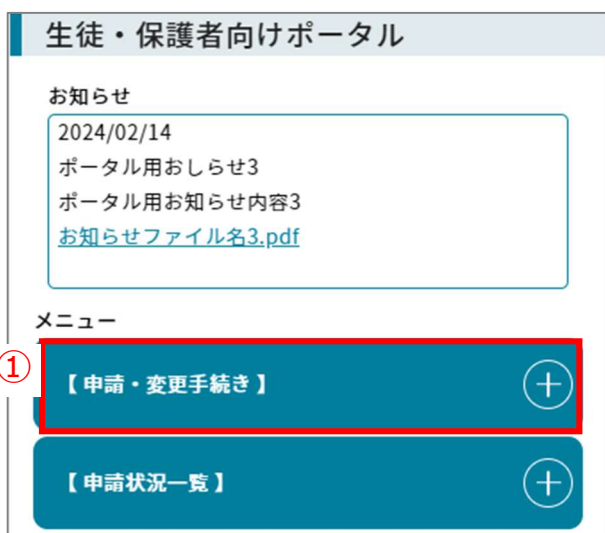 生徒・保護者向けポータル
お知らせ
2024/02/14
ポータル用おしらせ3
ポータル用お知らせ内容3
お知らせファイル名3.pdf
メニュー
①
【 申請・変更手続き 】
【 申請状況一覧 】